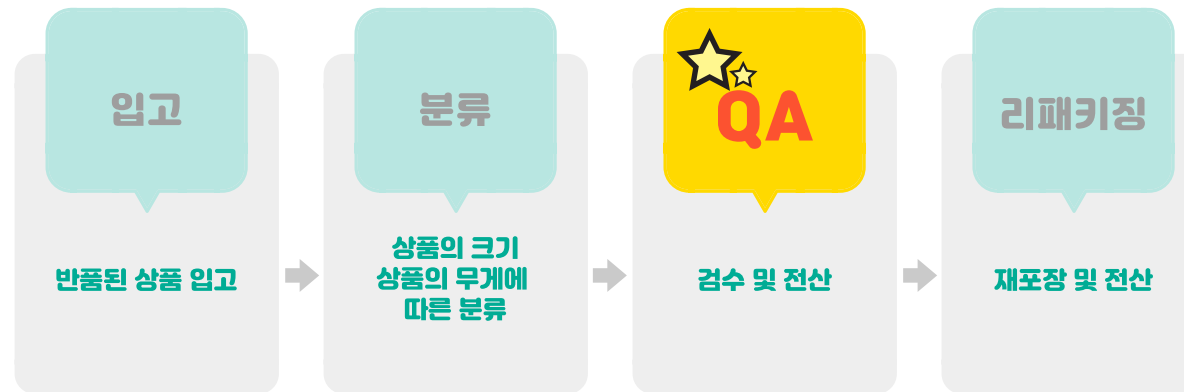 입고
반품된 상품 입고
분류
상품의 크기
상품의 무게에
따른 분류
QA
검수 및 전산
리패키징
재포장 및 전산